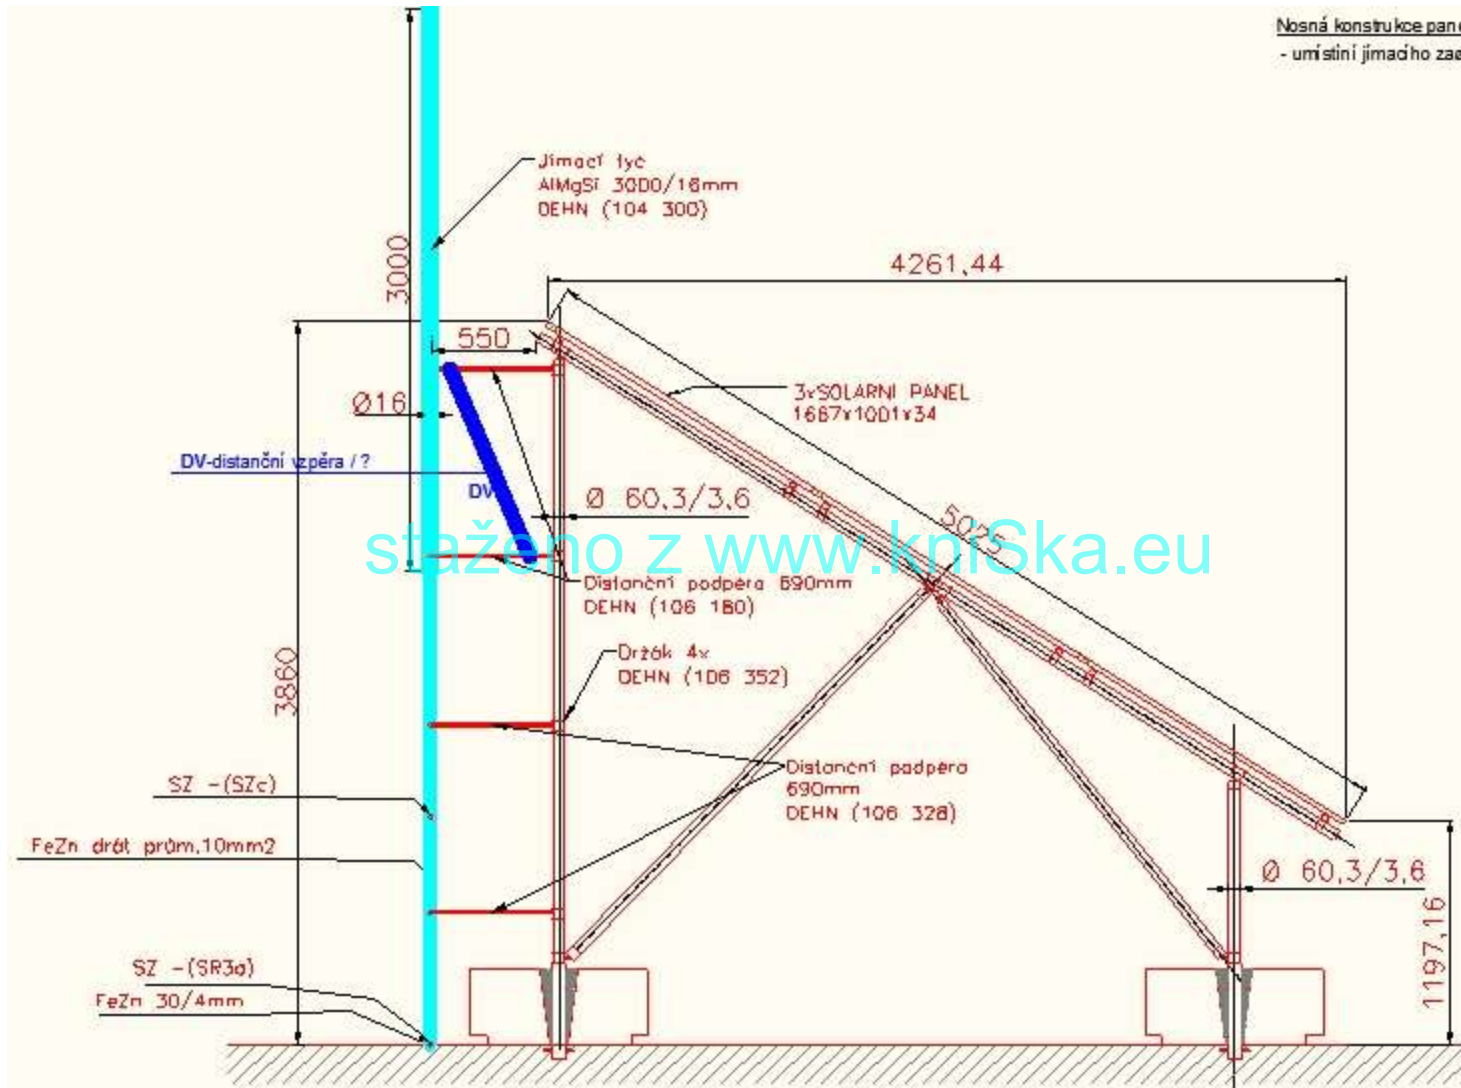 Nosná konstrukce pane
- umístiní jímacího zaø
Jímací tyč
AlMgSi 3000/16mm
DEHN (104 300)
3000
4261,44
550
Ø16
3xSOLARNI PANEL
1667x1001x34
DV-distanční vzpěra / ?
DV
Ø 60,3/3,6
5025
staženo z www.kniSka.eu
Distanční podpěra 690mm
DEHN (106 180)
Držák 4x
DEHN (106 352)
3860
Distanční podpěra
690mm
DEHN (106 328)
SZ -(SZc)
FeZn drát prům.10mm2
Ø 60,3/3,6
1197,16
SZ -(SR3a)
FeZn 30/4mm